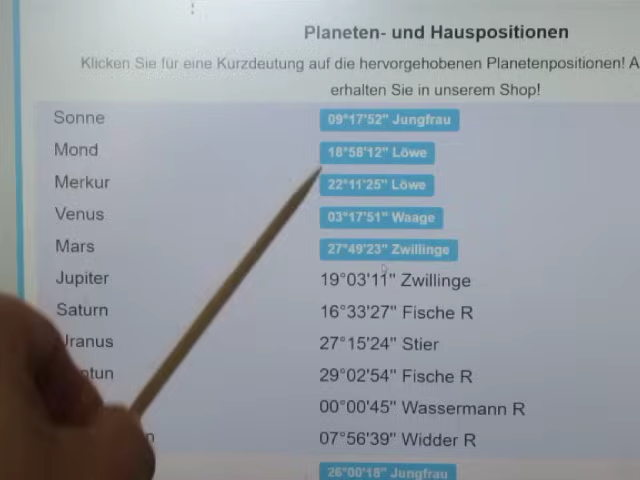 Planeten- und Hauspositionen
Klicken Sie für eine Kurzdeutung auf die hervorgehobenen Planetenpositionen! A
erhalten Sie in unserem Shop!
Sonne 09°17'52" Jungfrau
Mond 18°58'12" Löwe
Merkur 22°11'25" Löwe
Venus 03°17'51" Waage
Mars 27°49'23" Zwillinge
Jupiter 19°03'11" Zwillinge
Saturn 16°33'27" Fische R
Uranus 27°15'24" Stier
ptun 29°02'54" Fische R
00°00'45" Wassermann R
n 07°56'39" Widder R
26°00'18" Jungfrau